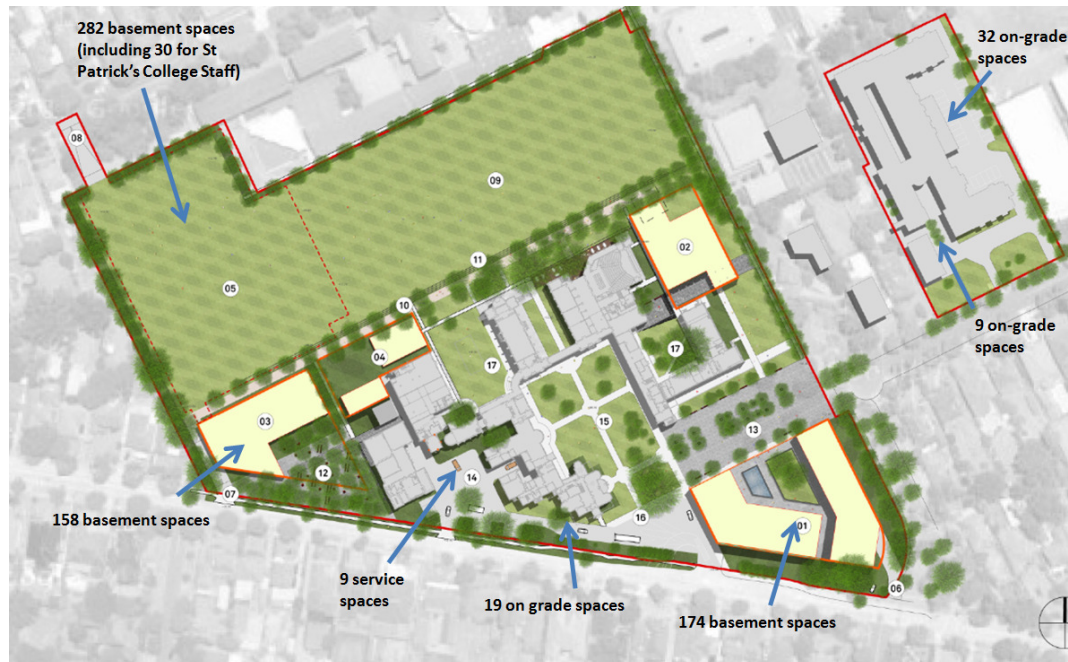 282 basement spaces
(including 30 for St
Patrick's College Staff)
32 on-grade
spaces
08
09
02
11
05
10
04
17
17
9 on-grade
spaces
03
15
13
12
14
07
16
01
158 basement spaces
06
9 service
spaces
19 on grade spaces
174 basement spaces